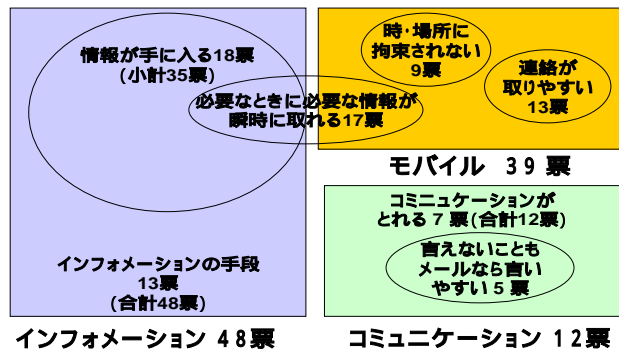 情報が手に入る18票
(小計35票)
必要なときに必要な情報が
瞬時に取れる17票
インフォメーションの手段
13票
(合計48票)
インフォメーション 48票
時・場所に
拘束されない
9票
連絡が
取りやすい
13票
モバイル 39票
コミニュケーションが
とれる7票(合計12票)
言えないことも
メールなら言い
やすい5票
コミュニケーション 12票